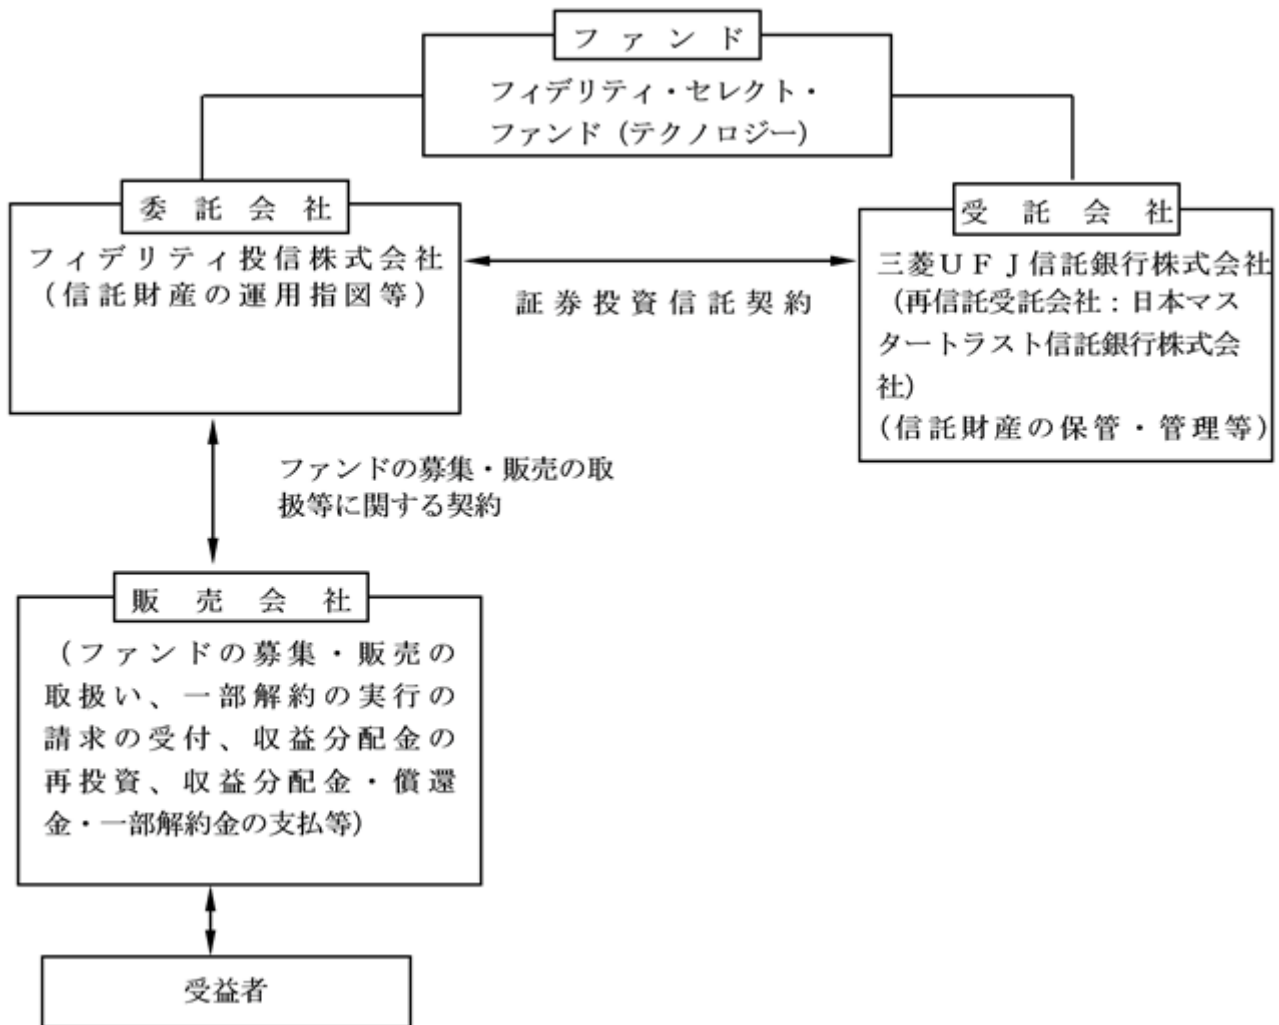 ファンド
フィデリティ・セレクト・
ファンド（テクノロジー）
委託会社
フィデリティ投信株式会社
（信託財産の運用指図等）
証券投資信託契約
受託会社
三菱ＵＦＪ信託銀行株式会社
（再信託受託会社：日本マス
タートラスト信託銀行株式会
社）
（信託財産の保管・管理等）
ファンドの募集・販売の取
扱等に関する契約
販売会社
（ファンドの募集・販売の
取扱い、一部解約の実行の
請求の受付、収益分配金の
再投資、収益分配金・償還
金・一部解約金の支払等）
受益者